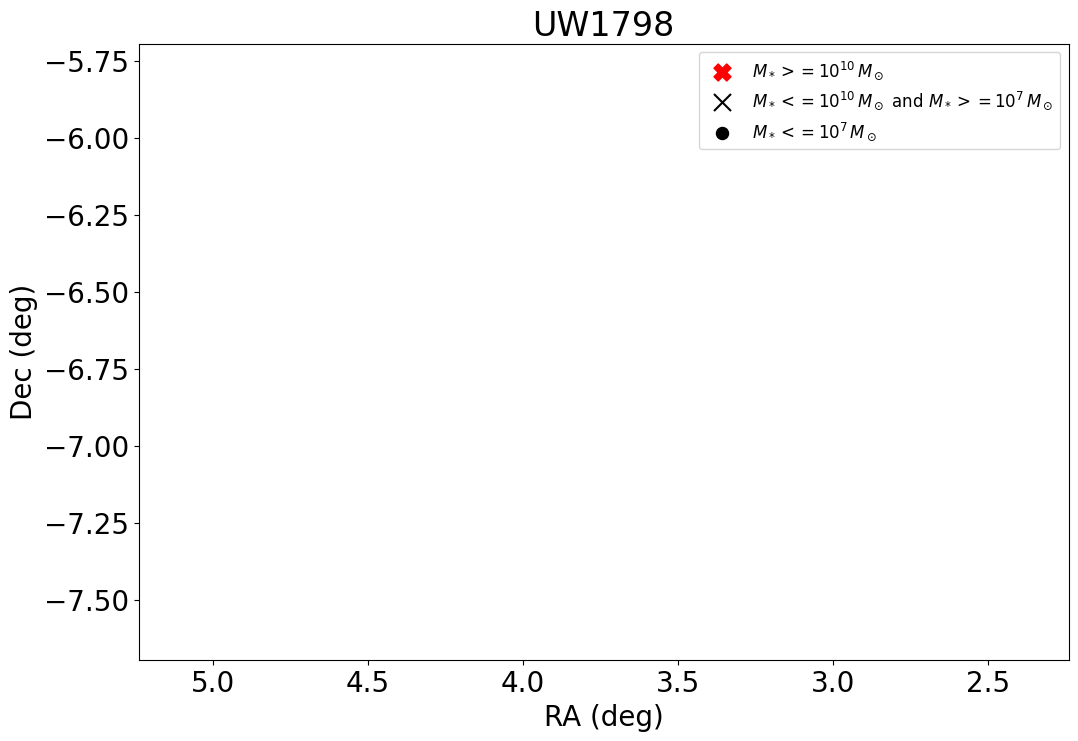 UW1798
−5.75
−6.00
−6.25
−6.50
−6.75
−7.00
−7.25
−7.50
Dec (deg)
M* >= 10^10 M⊙
M* <= 10^10 M⊙ and M* >= 10^7 M⊙
M* <= 10^7 M⊙
5.0 4.5 4.0 3.5 3.0 2.5
RA (deg)